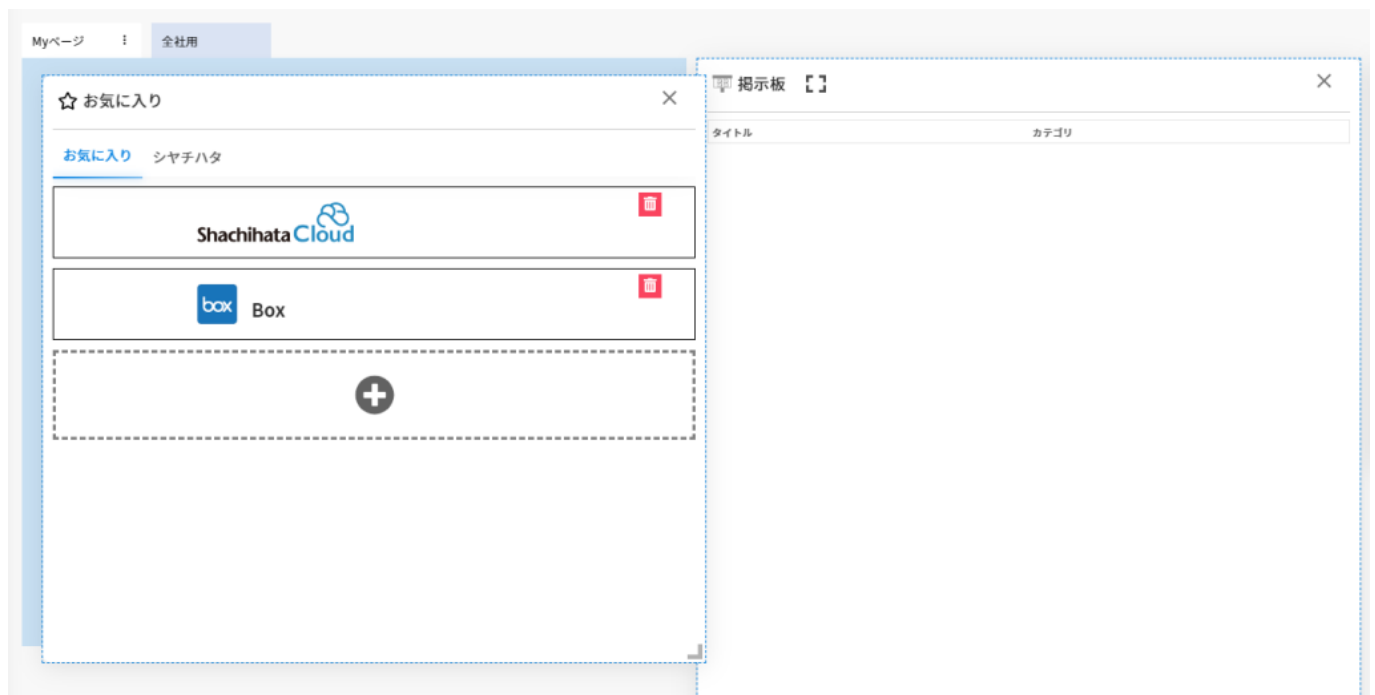 Myページ
全社用
お気に入り
お気に入り シヤチハタ
Shachihata Cloud
box Box
掲示板
タイトル カテゴリ